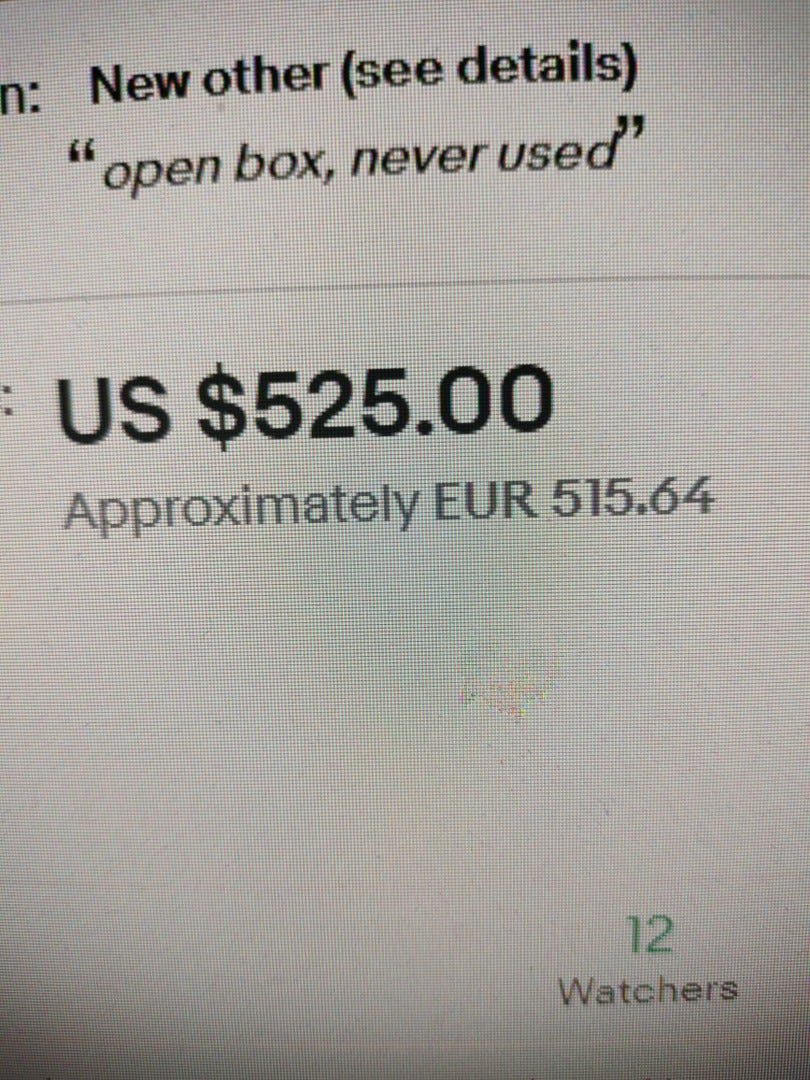 n: New other (see details)
“open box, never used”
: US $525.00
Approximately EUR 515.64
12
Watchers